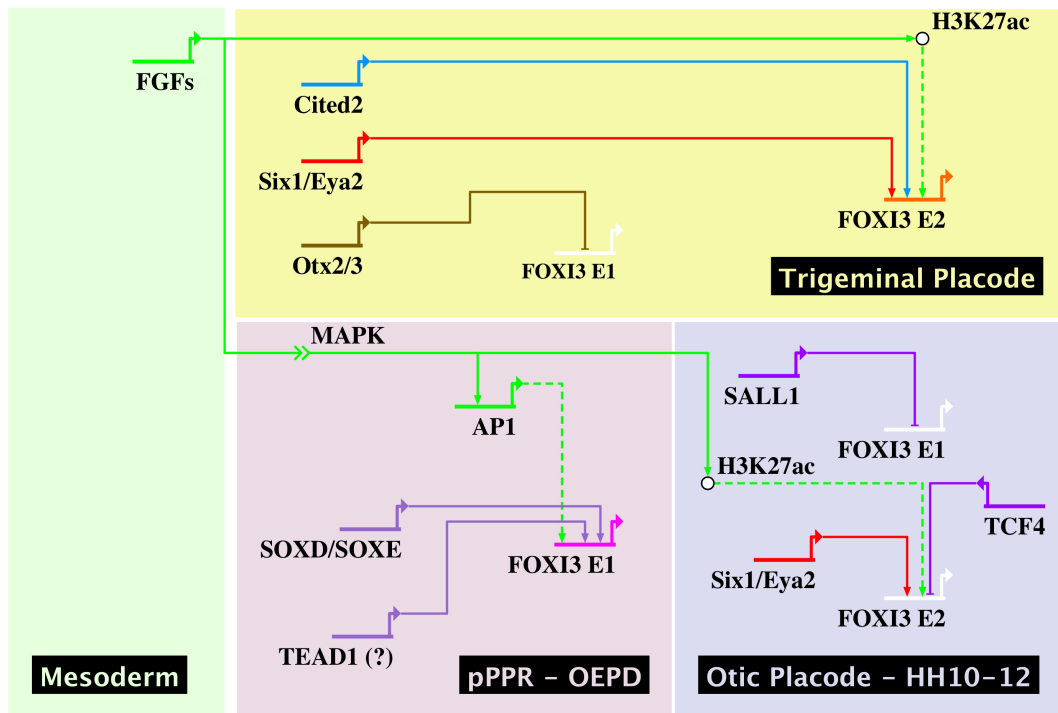 H3K27ac
FGFs
Cited2
Six1/Eya2
FOXI3 E2
Otx2/3
FOXI3 E1
Trigeminal Placode
MAPK
SALL1
AP1
FOXI3 E1
H3K27ac
TCF4
SOXD/SOXE
FOXI3 E1
Six1/Eya2
FOXI3 E2
TEAD1 (?)
Mesoderm
pPPR – OEPD
Otic Placode – HH10-12